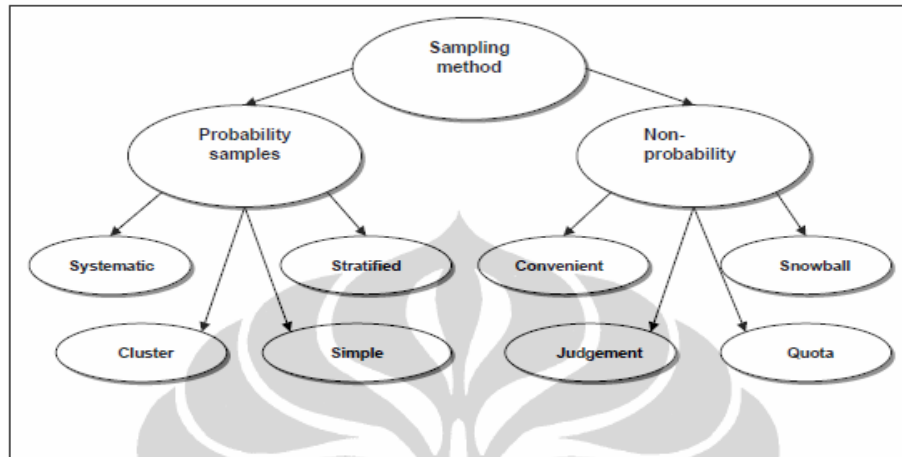 Sampling
method
Probability
samples
Non-
probability
Systematic
Stratified
Convenient
Snowball
Cluster
Simple
Judgement
Quota